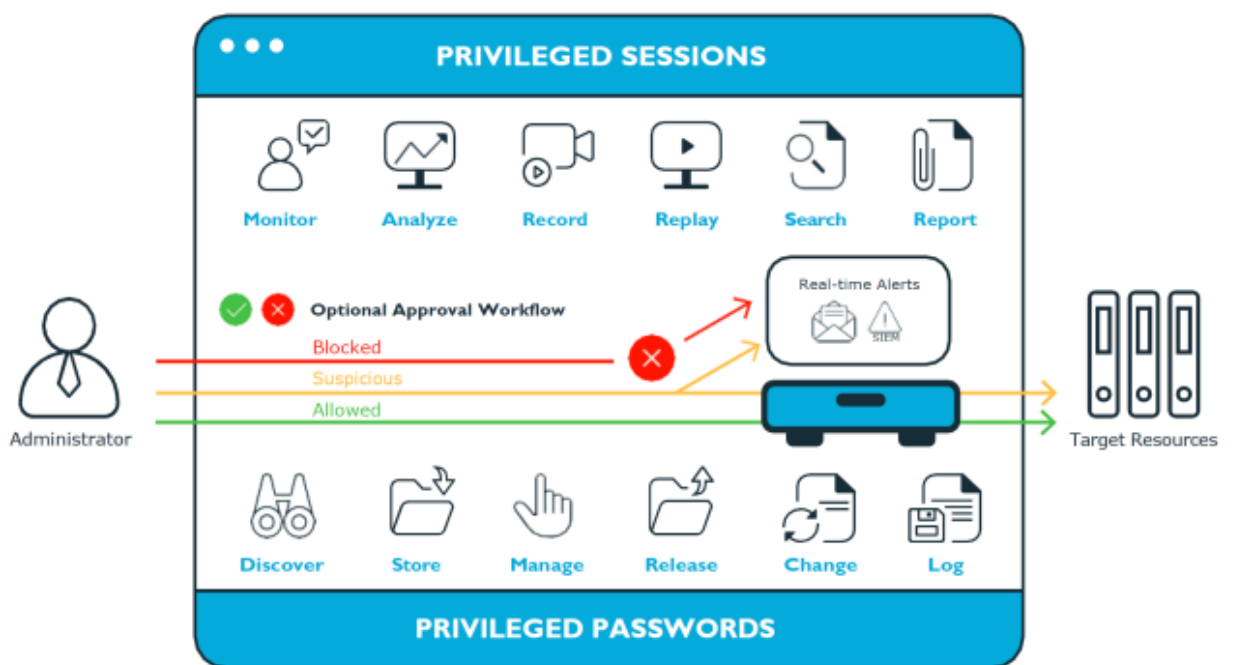 PRIVILEGED SESSIONS
Monitor
Analyze
Record
Replay
Search
Report
Real-time Alerts
SIEM
Optional Approval Workflow
Blocked
Suspicious
Allowed
Administrator
Target Resources
Discover
Store
Manage
Release
Change
Log
PRIVILEGED PASSWORDS